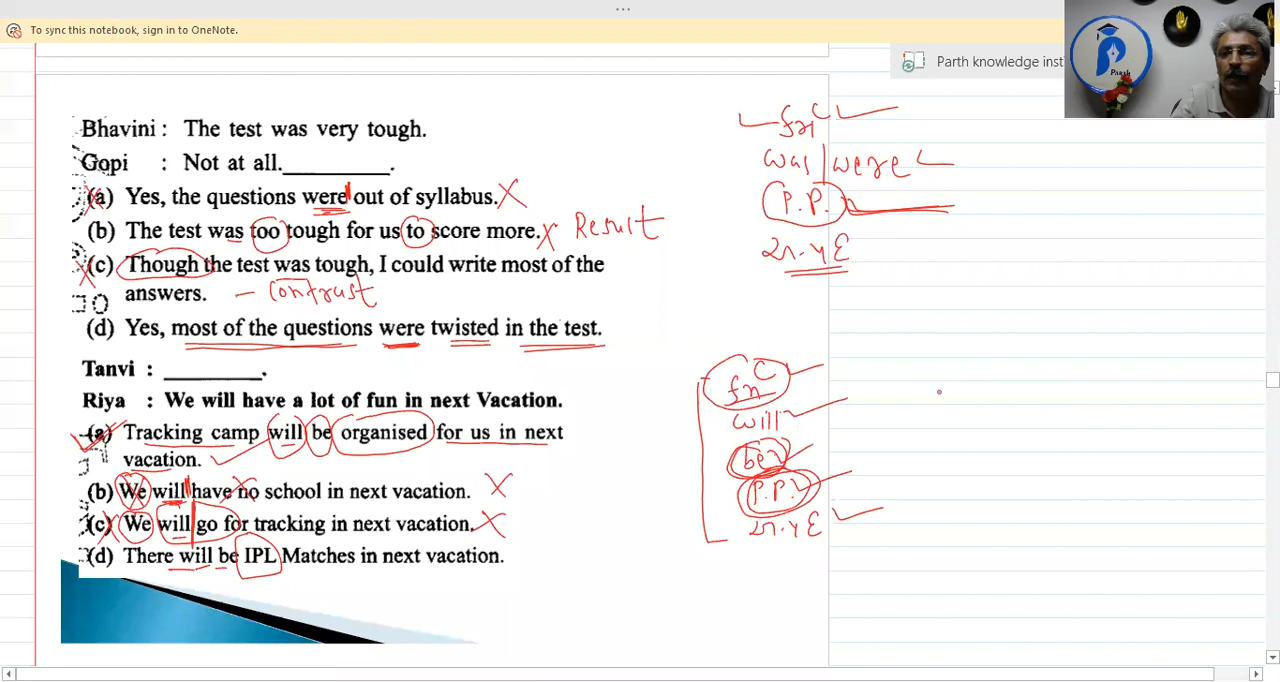 To sync this notebook, sign in to OneNote.
Parth knowledge inst
Parth
Bhavini : The test was very tough.
Gopi : Not at all.__________.
(a) Yes, the questions were out of syllabus.
(b) The test was too tough for us to score more. Result
(c) Though the test was tough, I could write most of the
answers. - Contrast
(d) Yes, most of the questions were twisted in the test.
Tanvi : __________.
Riya : We will have a lot of fun in next Vacation.
(a) Tracking camp will be organised for us in next
vacation.
(b) We will have no school in next vacation.
(c) We will go for tracking in next vacation.
(d) There will be IPL Matches in next vacation.
was | were
P.P.
C
will
be
P.P.